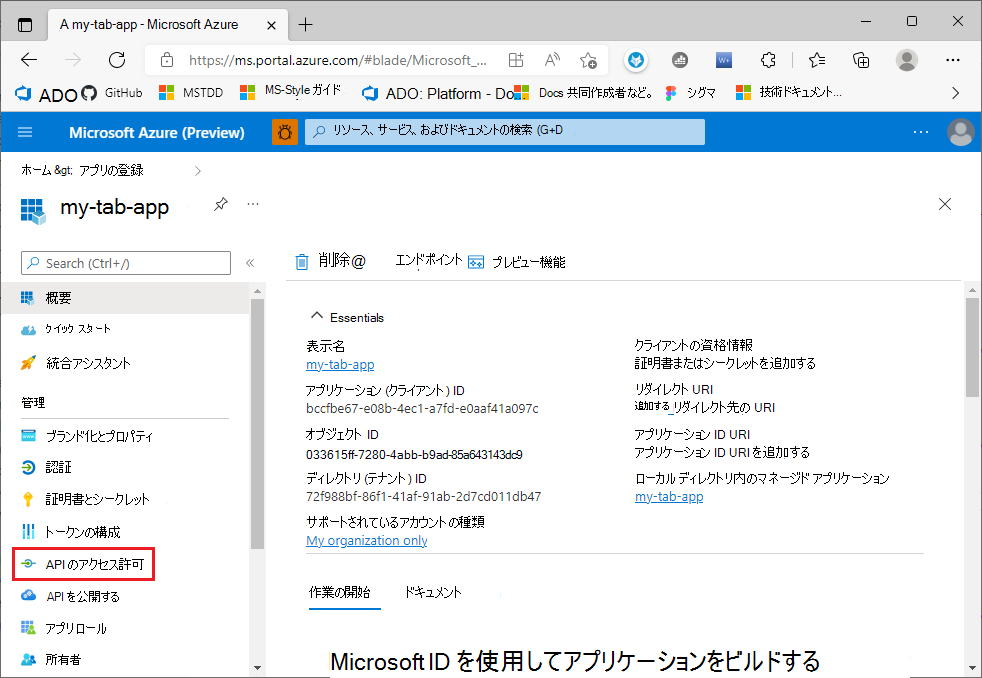 A my-tab-app - Microsoft Azure
https://ms.portal.azure.com/#blade/Microsoft_...
ADO GitHub MSTDD MS-Style ガイド ADO: Platform - Do Docs 共同作成者など。 シグマ 技術ドキュメント...
Microsoft Azure (Preview) リソース、サービス、およびドキュメントの検索 (G+D
ホーム &gt; アプリの登録
my-tab-app
Search (Ctrl+/)
概要
クイック スタート
統合アシスタント
管理
ブランド化とプロパティ
認証
証明書とシークレット
トークンの構成
API のアクセス許可
API を公開する
アプリ ロール
所有者
削除@ エンドポイント プレビュー機能
Essentials
表示名
my-tab-app
アプリケーション (クライアント) ID
bccfbe67-e08b-4ec1-a7fd-e0aaf41a097c
オブジェクト ID
033615ff-7280-4abb-b9ad-85a643143dc9
ディレクトリ (テナント) ID
72f988bf-86f1-41af-91ab-2d7cd011db47
サポートされているアカウントの種類
My organization only
クライアントの資格情報
証明書またはシークレットを追加する
リダイレクト URI
追加する リダイレクト先の URI
アプリケーション ID URI
アプリケーション ID URI を追加する
ローカル ディレクトリ内のマネージド アプリケーション
my-tab-app
作業の開始 ドキュメント
Microsoft ID を使用してアプリケーションをビルドする